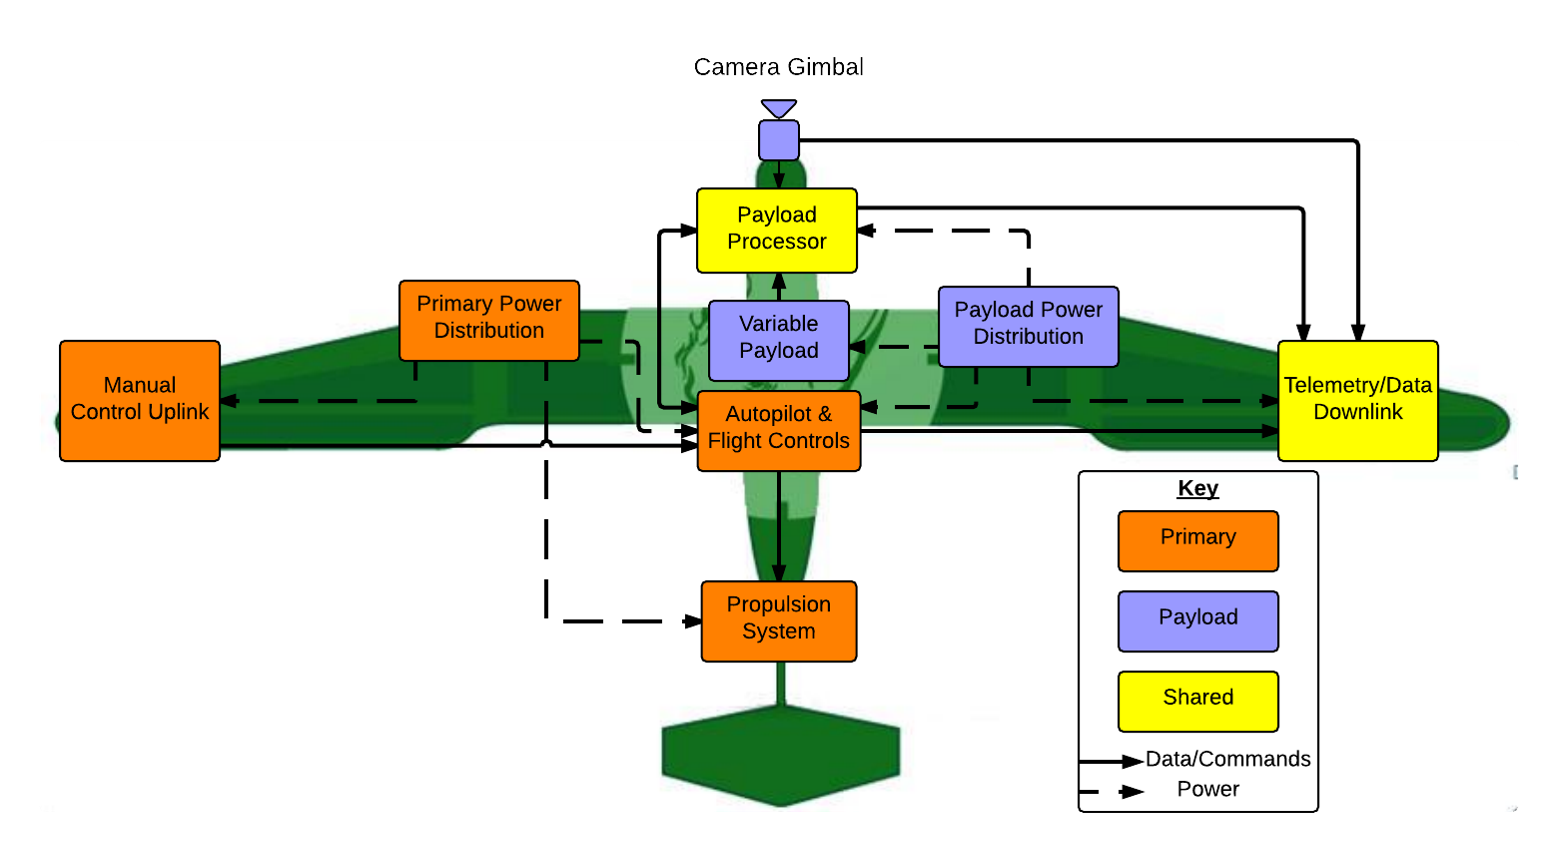 Camera Gimbal
Payload
Processor
Primary Power
Distribution
Payload Power
Distribution
Variable
Payload
Manual
Control Uplink
Autopilot &
Flight Controls
Telemetry/Data
Downlink
Propulsion
System
Key
Primary
Payload
Shared
Data/Commands
Power